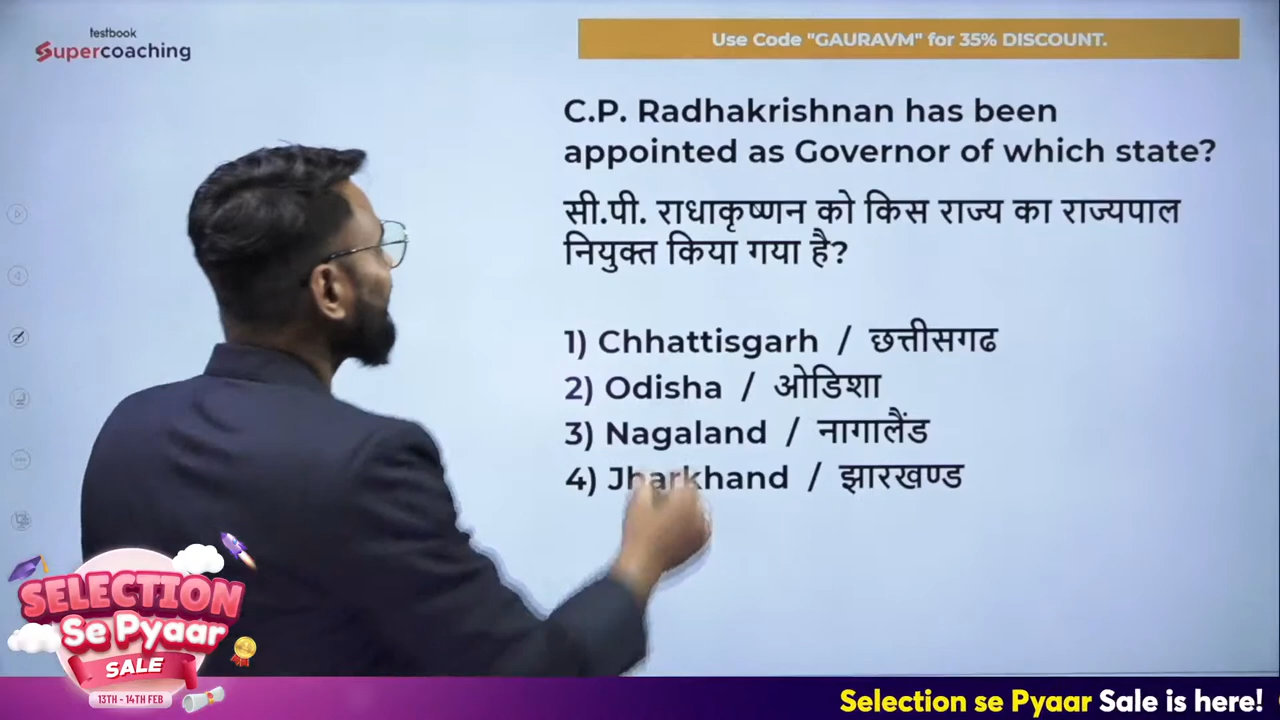 testbook
Supercoaching
Use Code "GAURAVM" for 35% DISCOUNT.
C.P. Radhakrishnan has been
appointed as Governor of which state?
सी.पी. राधाकृष्णन को किस राज्य का राज्यपाल
नियुक्त किया गया है?
1) Chhattisgarh / छत्तीसगढ
2) Odisha / ओडिशा
3) Nagaland / नागालैंड
4) Jharkhand / झारखण्ड
SELECTION
Se Pyaar
SALE
13TH - 14TH FEB
Selection se Pyaar Sale is here!